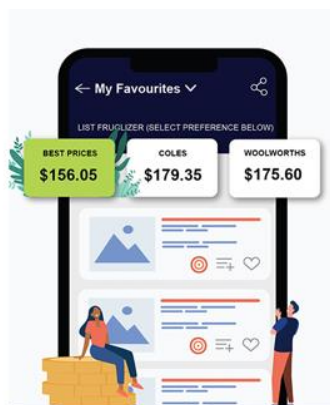 My Favourites
LIST FRUGLIZER (SELECT PREFERENCE BELOW)
BEST PRICES
$156.05
COLES
$179.35
WOOLWORTHS
$175.60